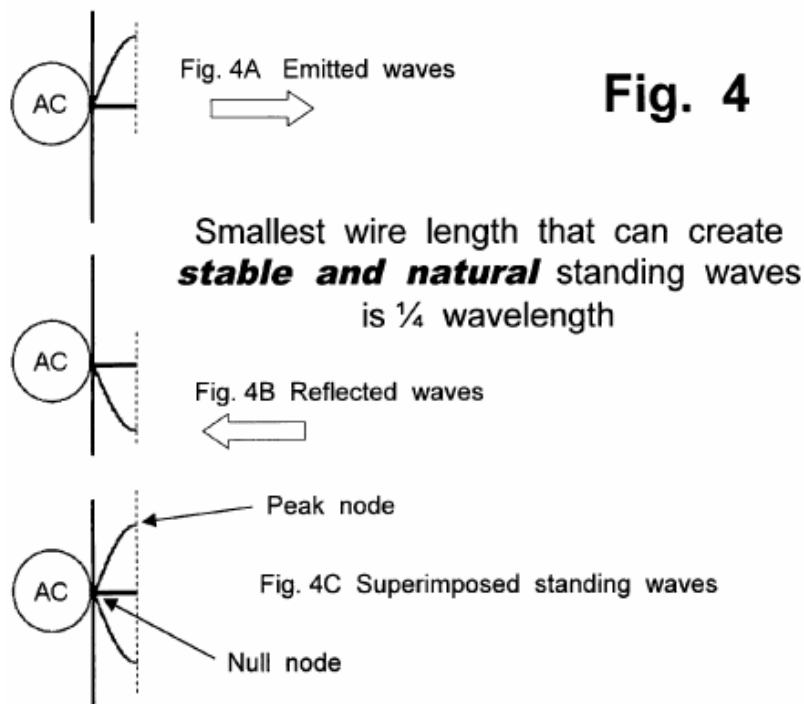 AC
Fig. 4A Emitted waves
Fig. 4
Smallest wire length that can create
stable and natural standing waves
is ¼ wavelength
AC
Fig. 4B Reflected waves
Peak node
AC
Fig. 4C Superimposed standing waves
Null node